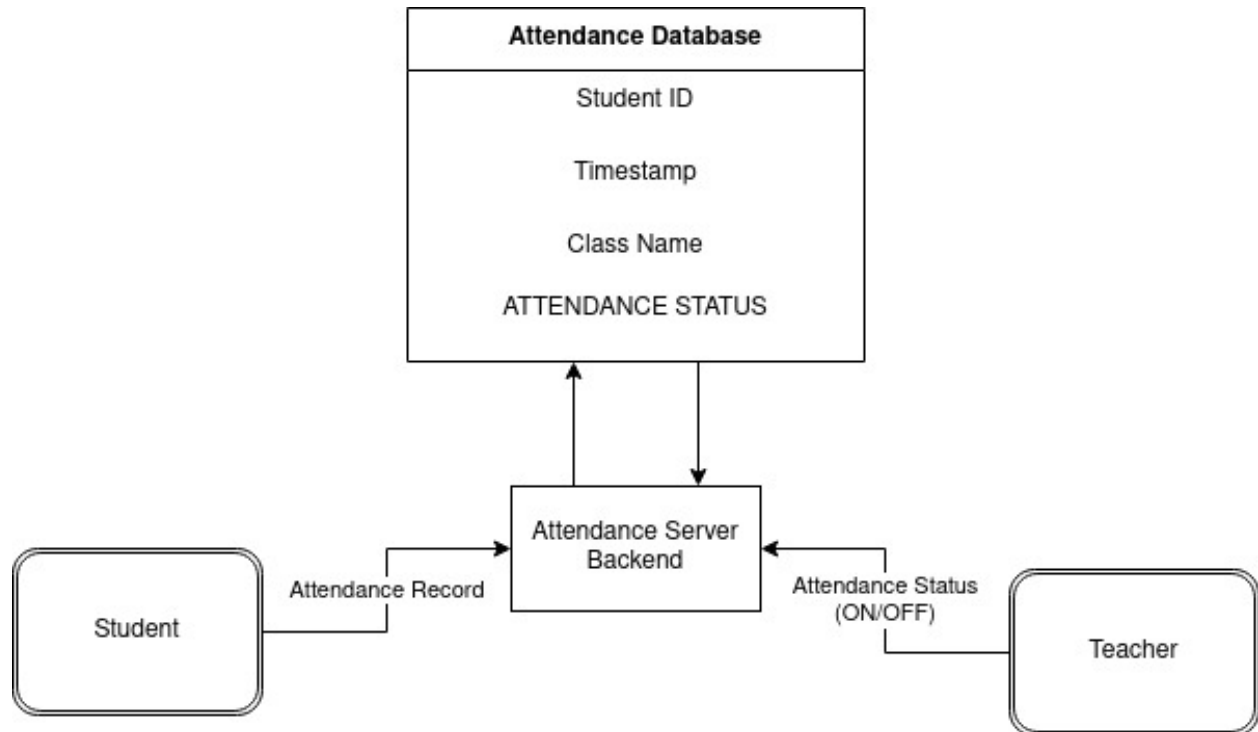 Attendance Database
Student ID
Timestamp
Class Name
ATTENDANCE STATUS
Attendance Server
Backend
Student
Attendance Record
Attendance Status
(ON/OFF)
Teacher